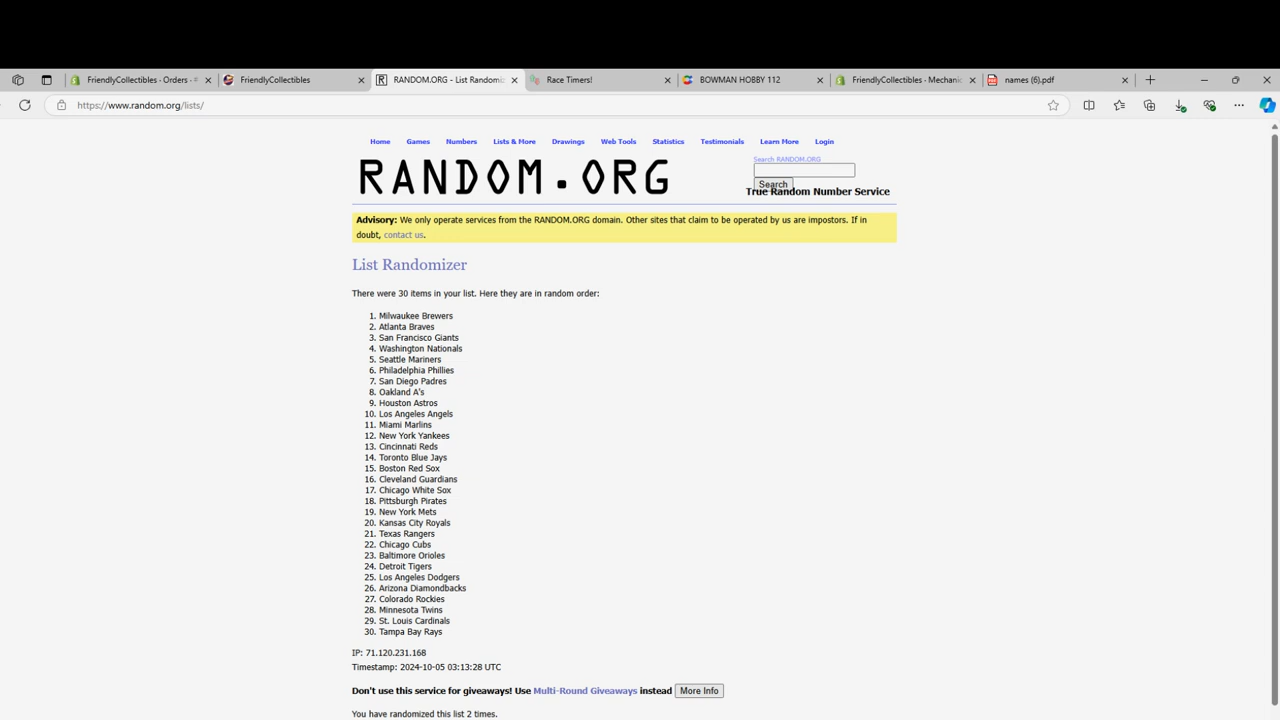 FriendlyCollectibles · Orders ·
FriendlyCollectibles
RANDOM.ORG - List Randomiz
Race Timers!
BOWMAN HOBBY 112
FriendlyCollectibles · Mechanic
names (6).pdf
https://www.random.org/lists/
Home Games Numbers Lists & More Drawings Web Tools Statistics Testimonials Learn More Login
RANDOM.ORG
Search RANDOM.ORG
Search
True Random Number Service
Advisory: We only operate services from the RANDOM.ORG domain. Other sites that claim to be operated by us are impostors. If in
doubt, contact us.
List Randomizer
There were 30 items in your list. Here they are in random order:
1. Milwaukee Brewers
2. Atlanta Braves
3. San Francisco Giants
4. Washington Nationals
5. Seattle Mariners
6. Philadelphia Phillies
7. San Diego Padres
8. Oakland A's
9. Houston Astros
10. Los Angeles Angels
11. Miami Marlins
12. New York Yankees
13. Cincinnati Reds
14. Toronto Blue Jays
15. Boston Red Sox
16. Cleveland Guardians
17. Chicago White Sox
18. Pittsburgh Pirates
19. New York Mets
20. Kansas City Royals
21. Texas Rangers
22. Chicago Cubs
23. Baltimore Orioles
24. Detroit Tigers
25. Los Angeles Dodgers
26. Arizona Diamondbacks
27. Colorado Rockies
28. Minnesota Twins
29. St. Louis Cardinals
30. Tampa Bay Rays
IP: 71.120.231.168
Timestamp: 2024-10-05 03:13:28 UTC
Don't use this service for giveaways! Use Multi-Round Giveaways instead More Info
You have randomized this list 2 times.